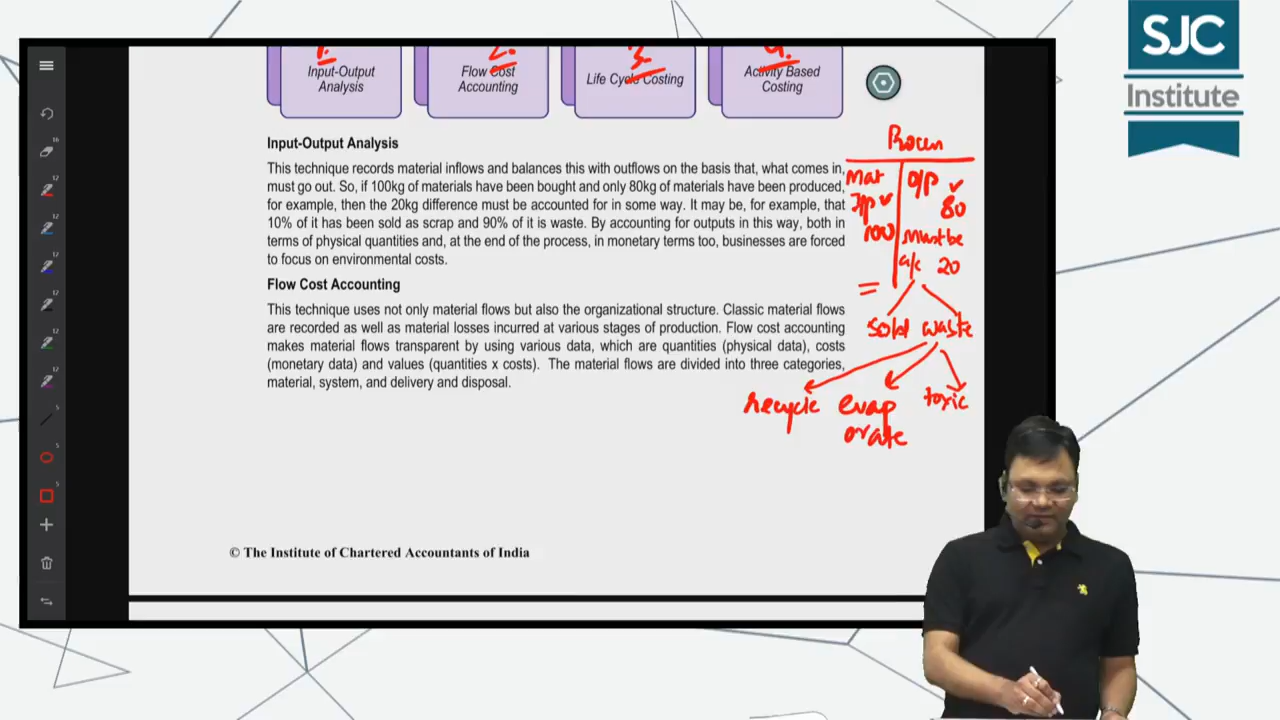 SJC
Institute
1.
2.
3.
4.
Input-Output
Analysis
Flow Cost
Accounting
Life Cycle Costing
Activity Based
Costing
Input-Output Analysis
This technique records material inflows and balances this with outflows on the basis that, what comes in,
must go out. So, if 100kg of materials have been bought and only 80kg of materials have been produced,
for example, then the 20kg difference must be accounted for in some way. It may be, for example, that
10% of it has been sold as scrap and 90% of it is waste. By accounting for outputs in this way, both in
terms of physical quantities and, at the end of the process, in monetary terms too, businesses are forced
to focus on environmental costs.
Flow Cost Accounting
This technique uses not only material flows but also the organizational structure. Classic material flows
are recorded as well as material losses incurred at various stages of production. Flow cost accounting
makes material flows transparent by using various data, which are quantities (physical data), costs
(monetary data) and values (quantities x costs). The material flows are divided into three categories,
material, system, and delivery and disposal.
Process
Mat
I/p
100
O/P
80
Must be
a/c 20
sold waste
recycle evap
orate
toxic
© The Institute of Chartered Accountants of India